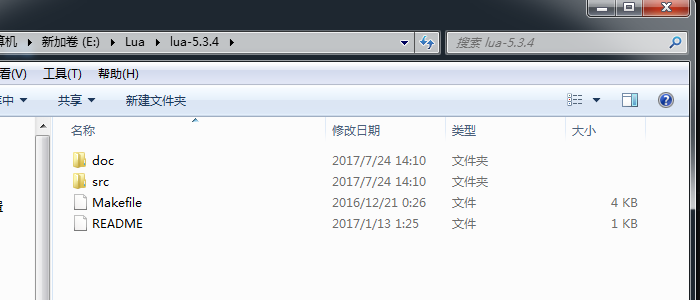 算机 ▸ 新加卷 (E:) ▸ Lua ▸ lua-5.3.4 ▸
搜索 lua-5.3.4
看(V) 工具(T) 帮助(H)
共享 新建文件夹
名称 修改日期 类型 大小
doc 2017/7/24 14:10 文件夹
src 2017/7/24 14:10 文件夹
Makefile 2016/12/21 0:26 文件 4 KB
README 2017/1/13 1:25 文件 1 KB